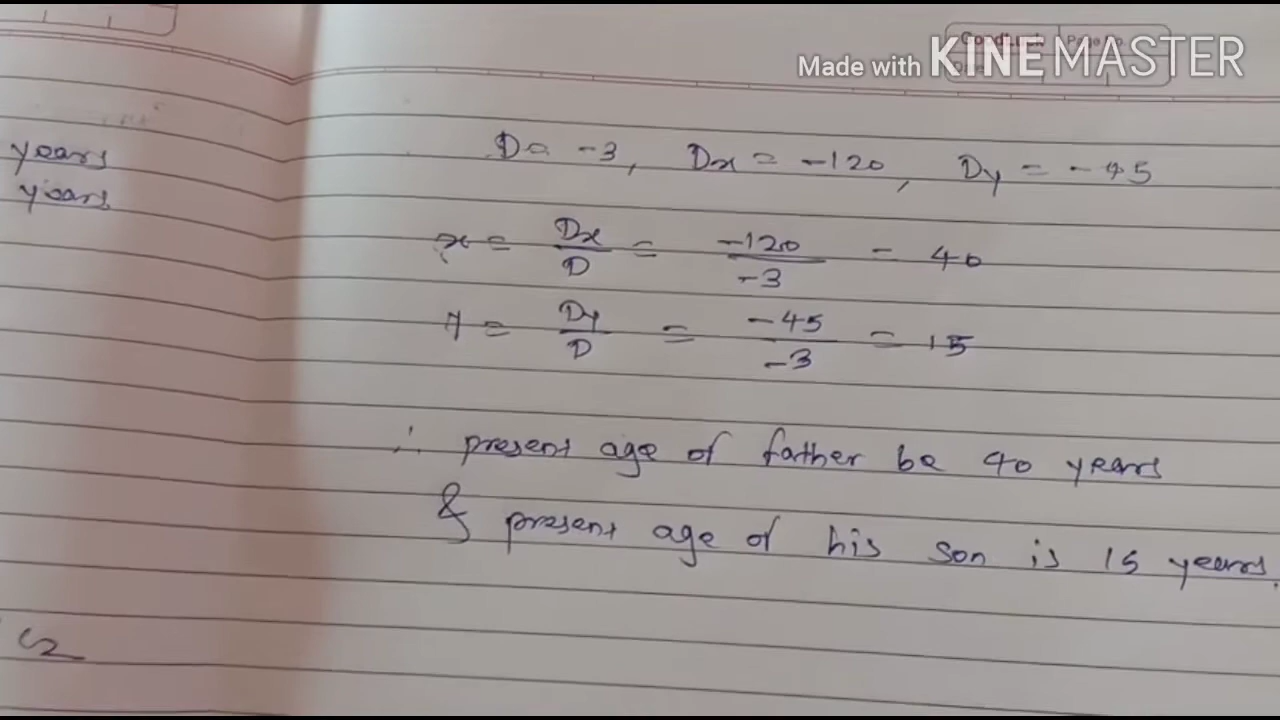 Made with KINEMASTER
years
years
D = -3, Dx = -120, Dy = -45
x = Dx/D = -120/-3 = 40
y = Dy/D = -45/-3 = 15
∴ present age of father be 40 years
& present age of his son is 15 years.